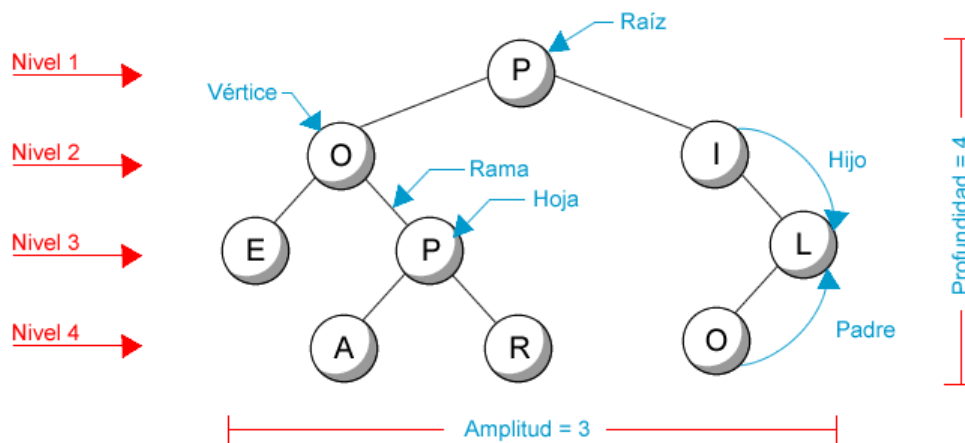 Raíz
Nivel 1
P
Vértice
Nivel 2
O
I
Rama
Hijo
Hoja
Nivel 3
E
P
L
Profundidad = 4
Nivel 4
A
R
O
Padre
Amplitud = 3